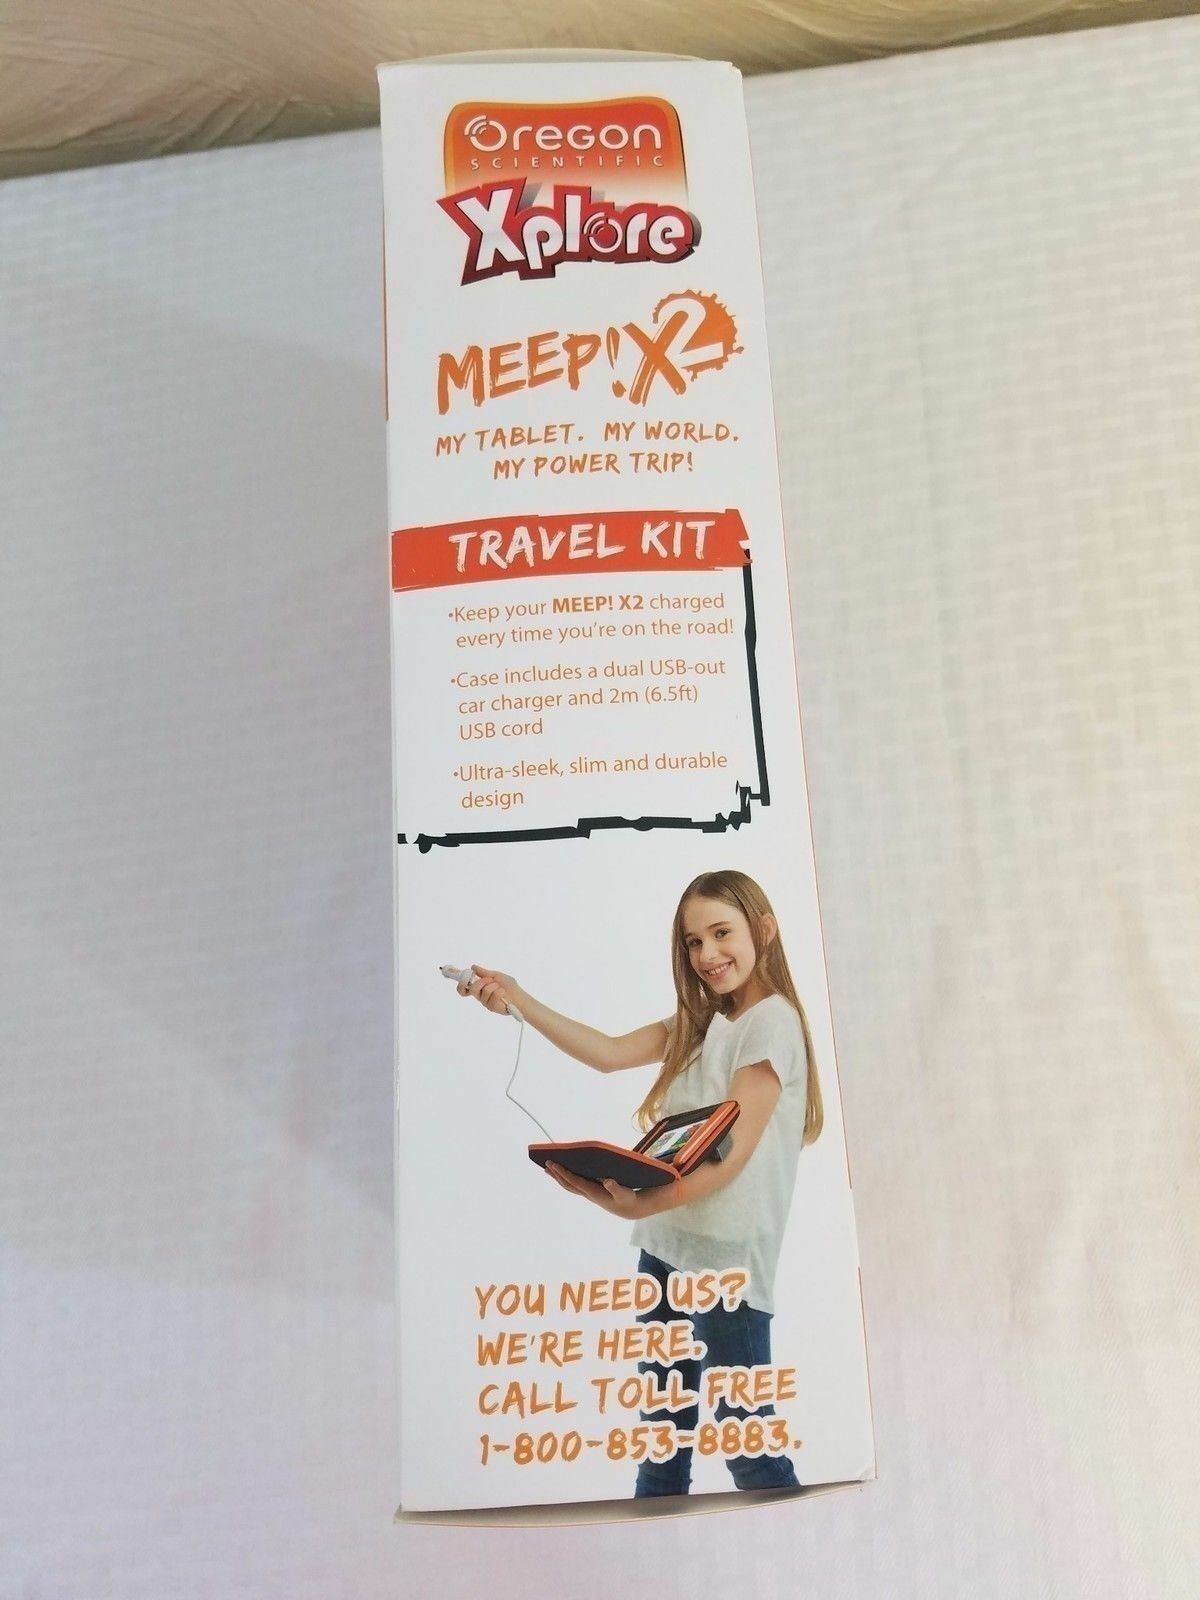 Oregon
SCIENTIFIC
Xplore
MEEP!X2
MY TABLET. MY WORLD.
MY POWER TRIP!
TRAVEL KIT
•Keep your MEEP! X2 charged
every time you're on the road!
•Case includes a dual USB-out
car charger and 2m (6.5ft)
USB cord
•Ultra-sleek, slim and durable
design
YOU NEED US?
WE'RE HERE.
CALL TOLL FREE
1-800-853-8883.